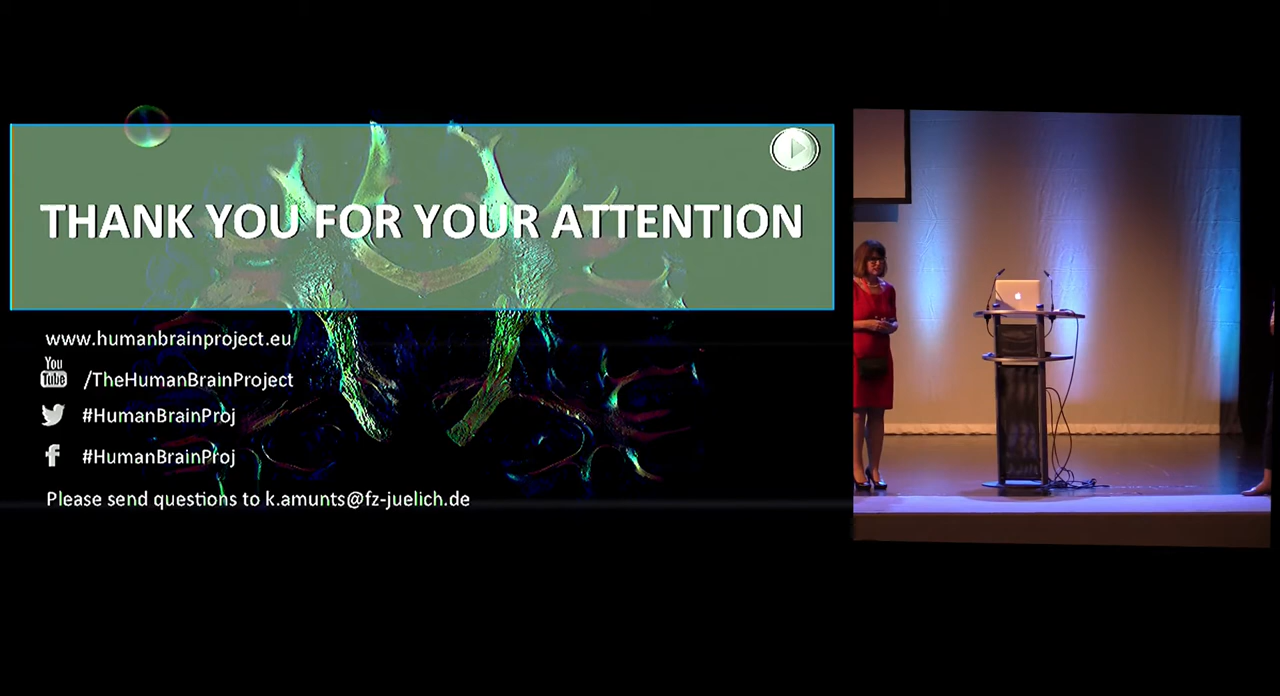 THANK YOU FOR YOUR ATTENTION
www.humanbrainproject.eu
You Tube /TheHumanBrainProject
#HumanBrainProj
#HumanBrainProj
Please send questions to k.amunts@fz-juelich.de